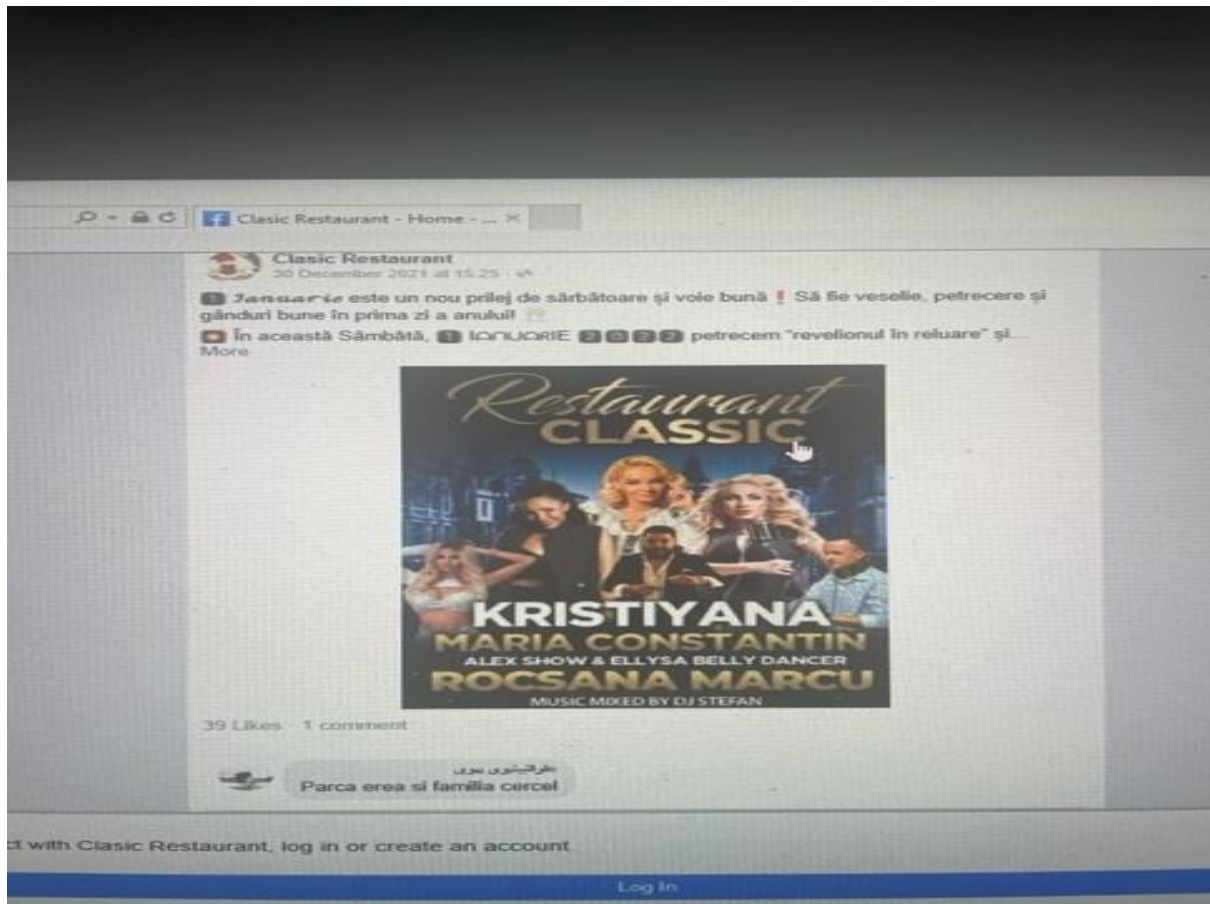 Clasic Restaurant - Home - ...
Clasic Restaurant
30 December 2021 at 15:25
1 Januarie este un nou prilej de sărbătoare și voie bună❗ Să fie veselie, petrecere și
gânduri bune în prima zi a anului!
În această Sâmbătă, 1 IANUARIE 2022 petrecem "revelionul în reluare" și...
More
Restaurant
CLASSIC
KRISTIYANA
MARIA CONSTANTIN
ALEX SHOW & ELLYSA BELLY DANCER
ROCSANA MARCU
MUSIC MIXED BY DJ STEFAN
39 Likes · 1 comment
Parca erea si familia cercel
ct with Clasic Restaurant, log in or create an account
Log In